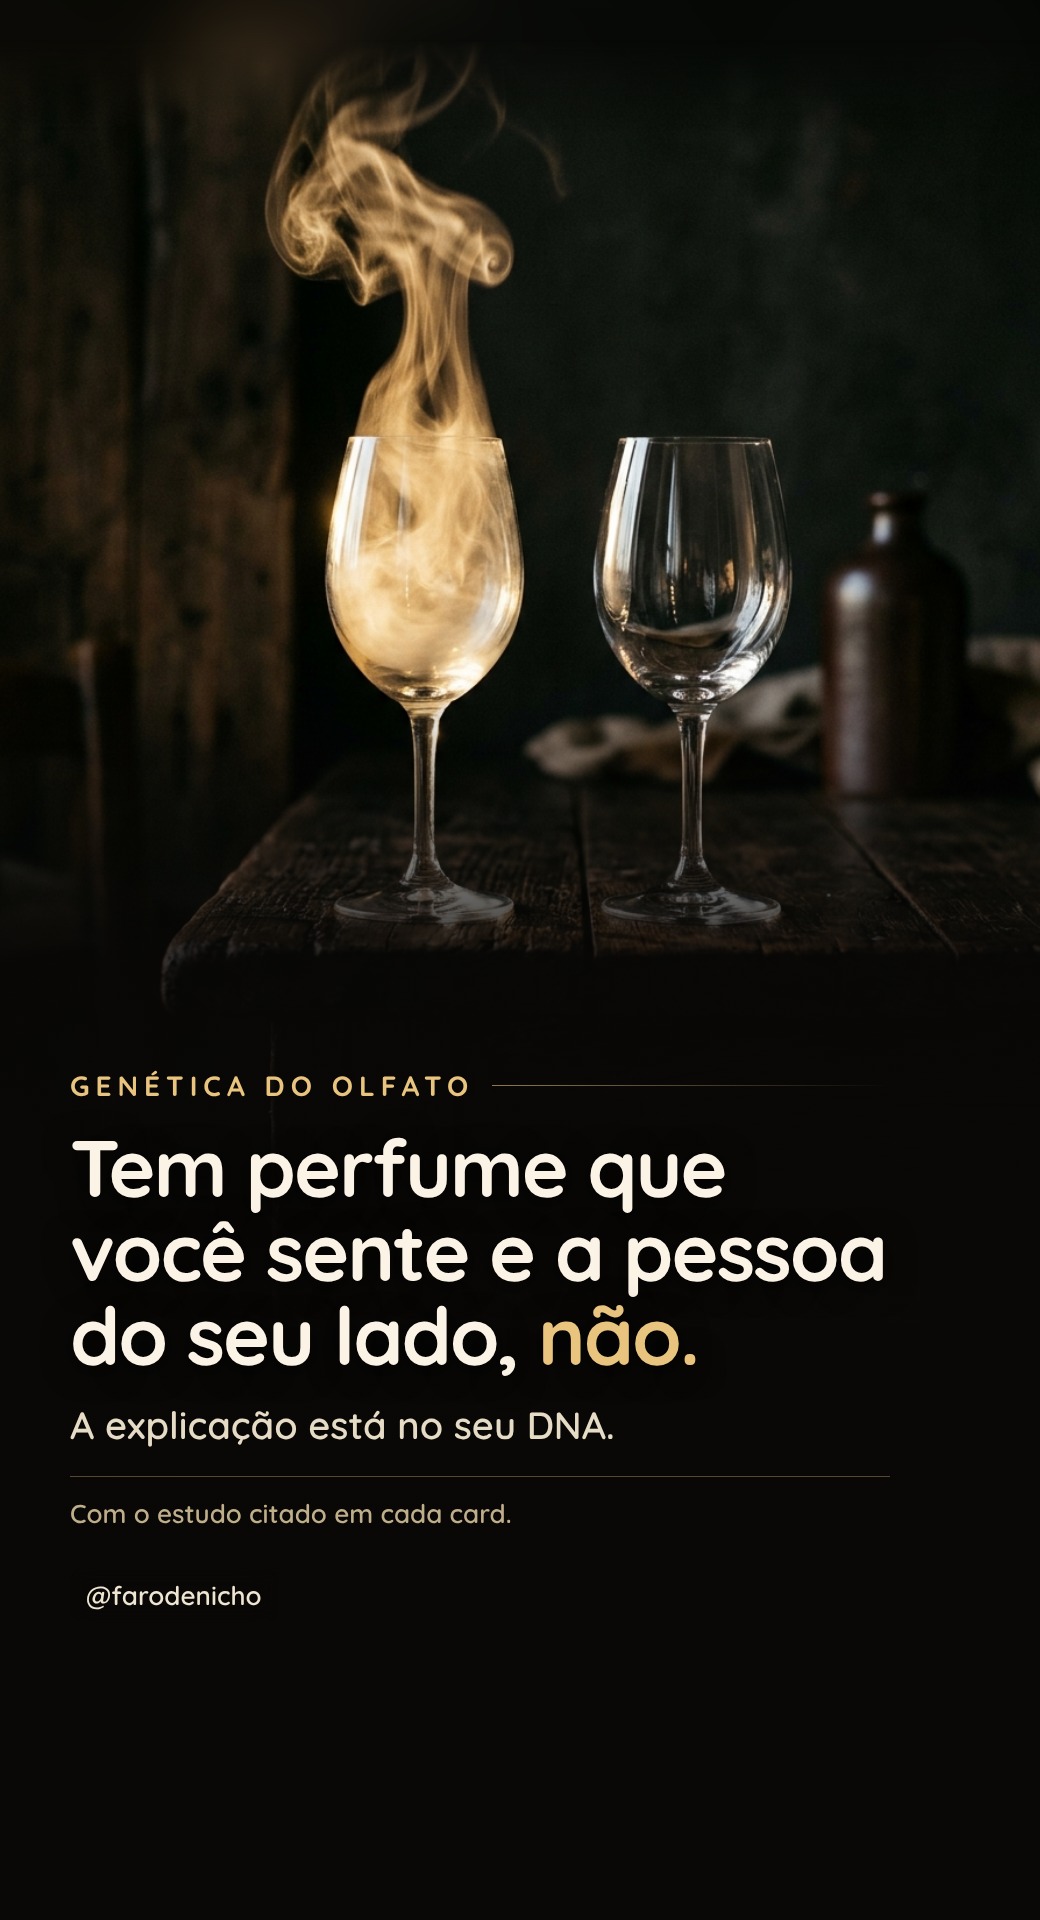 GENÉTICA DO OLFATO
Tem perfume que
você sente e a pessoa
do seu lado, não.
A explicação está no seu DNA.
Com o estudo citado em cada card.
@farodenicho